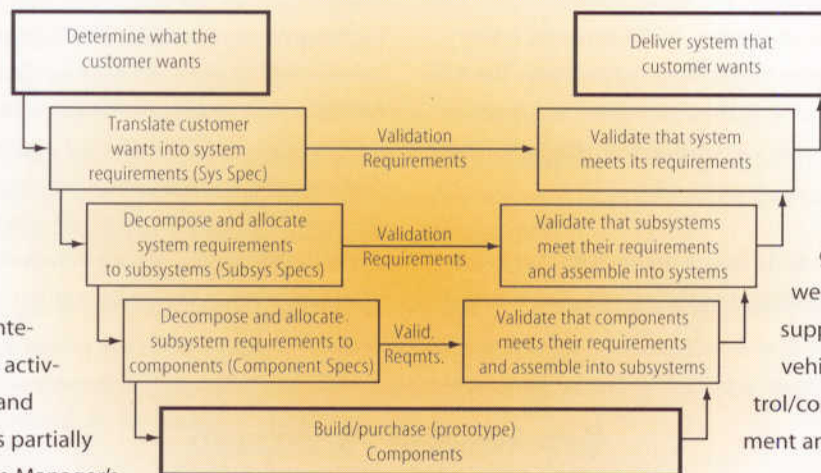 Determine what the
customer wants
Deliver system that
customer wants
Translate customer
wants into system
requirements (Sys Spec)
Validation
Requirements
Validate that system
meets its requirements
Decompose and allocate
system requirements
to subsystems (Subsys Specs)
Validation
Requirements
Validate that subsystems
meet their requirements
and assemble into systems
Decompose and allocate
subsystem requirements to
components (Component Specs)
Valid.
Reqmts.
Validate that components
meets their requirements
and assemble into subsystems
Build/purchase (prototype)
Components
nte-
activ-
and
s partially
Manager's
we
supp
vehi
trol/co
ment ar